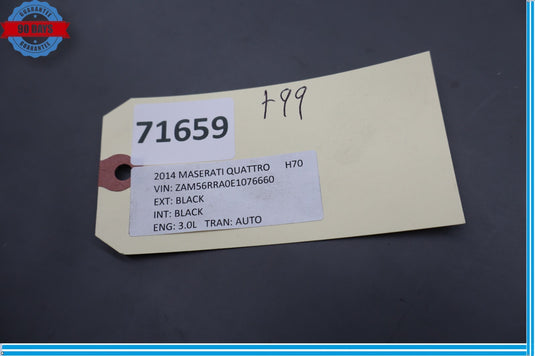 GUARANTEE
90 DAYS
GUARANTEE
t99
71659
2014 MASERATI QUATTRO H70
VIN: ZAM56RRA0E1076660
EXT: BLACK
INT: BLACK
ENG: 3.0L TRAN: AUTO